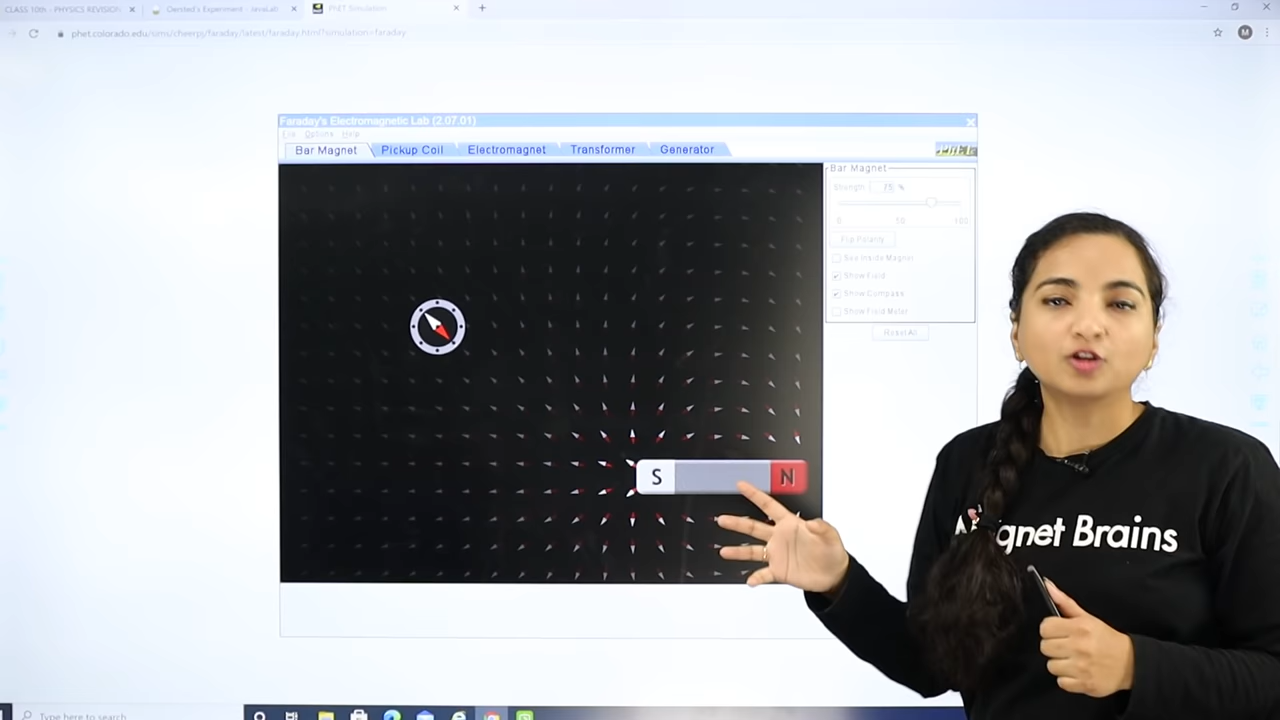 CLASS 10th - PHYSICS REVISION
Oersted's Experiment - JavaLab
PhET Simulation
phet.colorado.edu/sims/cheerpj/faraday/latest/faraday.html?simulation=faraday
M
Faraday's Electromagnetic Lab (2.07.01)
File Options Help
Bar Magnet
Pickup Coil
Electromagnet
Transformer
Generator
PhET
Bar Magnet
Strength 75 %
0 50 100
Flip Polarity
See Inside Magnet
Show Field
Show Compass
Show Field Meter
Reset All
S
N
Magnet Brains
Type here to search